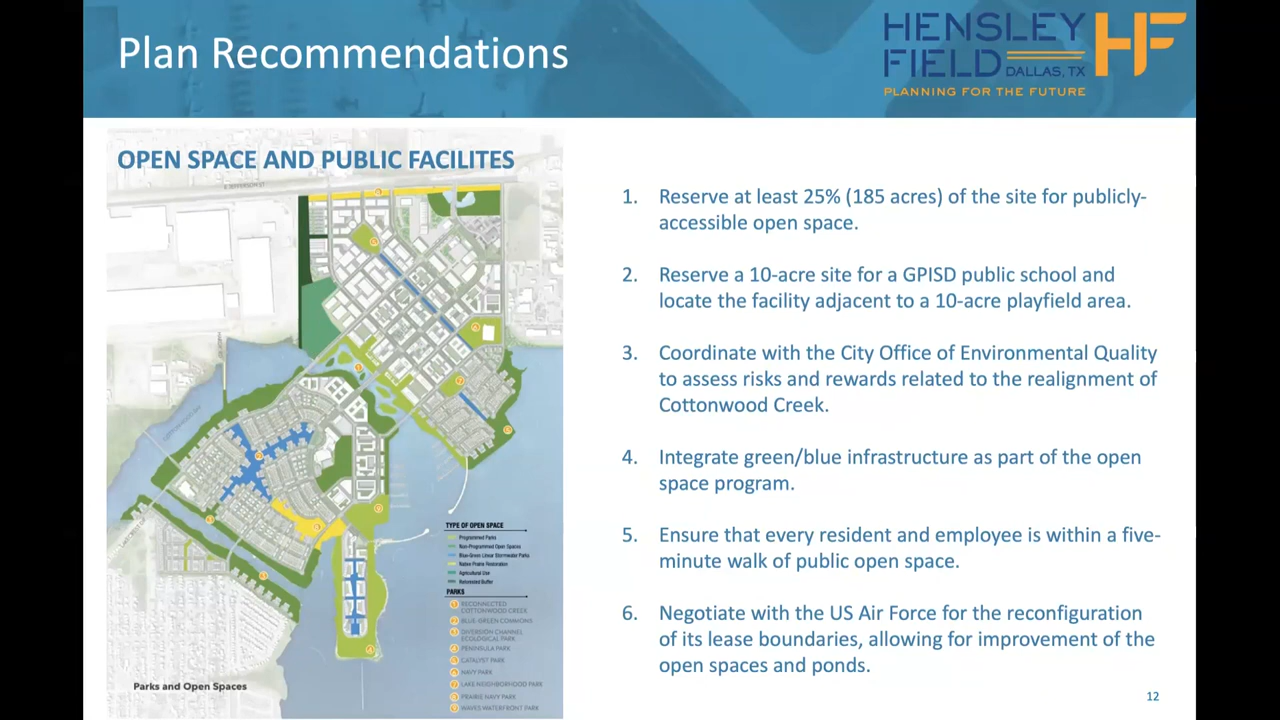 Plan Recommendations
HENSLEY
FIELD DALLAS, TX
HF
PLANNING FOR THE FUTURE
OPEN SPACE AND PUBLIC FACILITES
E JEFFERSON ST
1. Reserve at least 25% (185 acres) of the site for publicly-
accessible open space.
2. Reserve a 10-acre site for a GPISD public school and
locate the facility adjacent to a 10-acre playfield area.
3. Coordinate with the City Office of Environmental Quality
to assess risks and rewards related to the realignment of
Cottonwood Creek.
4. Integrate green/blue infrastructure as part of the open
space program.
5. Ensure that every resident and employee is within a five-
minute walk of public open space.
6. Negotiate with the US Air Force for the reconfiguration
of its lease boundaries, allowing for improvement of the
open spaces and ponds.
TYPE OF OPEN SPACE
Programmed Parks
Non-Programmed Open Spaces
Blue-Green Linear Stormwater Parks
Native Prairie Restoration
Agricultural Use
Reforested Buffer
PARKS
RECONNECTED
COTTONWOOD CREEK
BLUE-GREEN COMMONS
DIVERSION CHANNEL
ECOLOGICAL PARK
PENINSULA PARK
CATALYST PARK
NAVY PARK
LAKE NEIGHBORHOOD PARK
PRAIRIE NAVY PARK
WAVES WATERFRONT PARK
Parks and Open Spaces
12